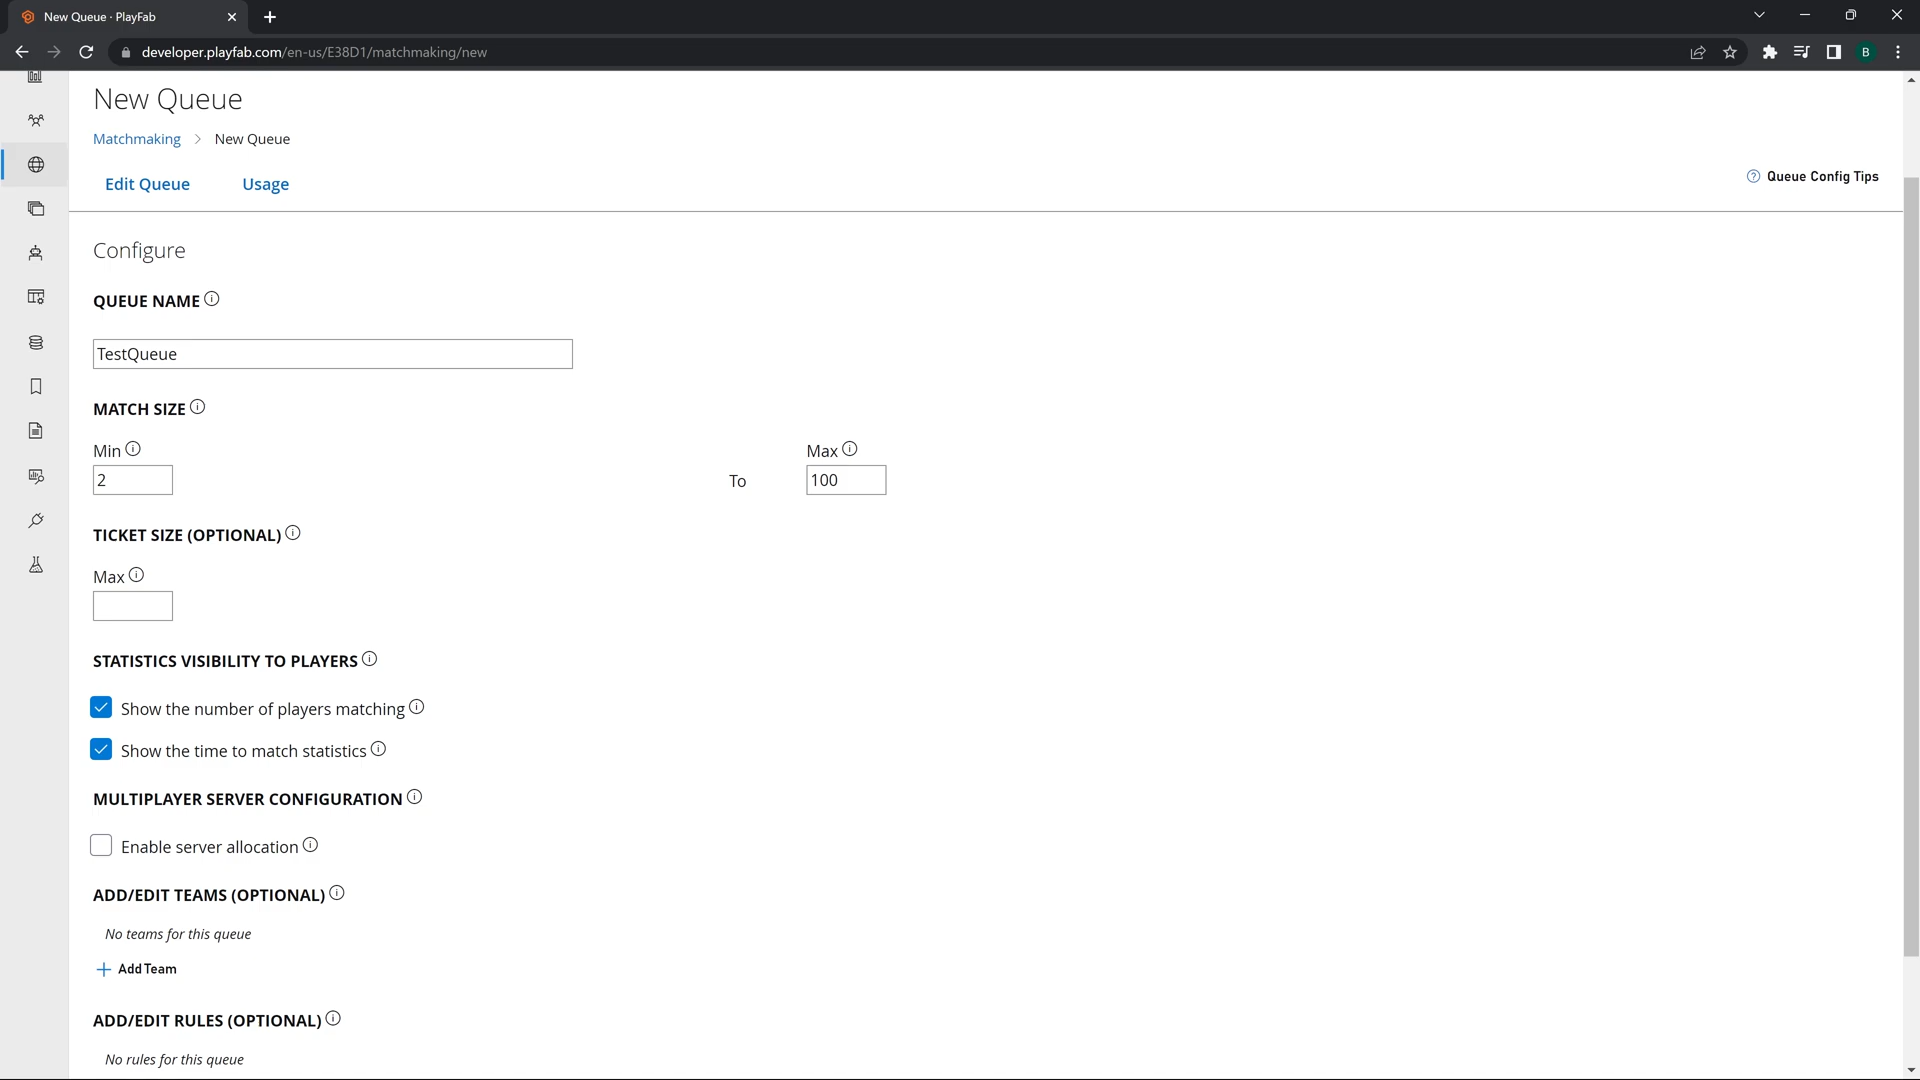 New Queue · PlayFab
developer.playfab.com/en-us/E38D1/matchmaking/new
B
New Queue
Matchmaking > New Queue
Edit Queue Usage
Queue Config Tips
Configure
QUEUE NAME
TestQueue
MATCH SIZE
Min
Max
2
To
100
TICKET SIZE (OPTIONAL)
Max
STATISTICS VISIBILITY TO PLAYERS
Show the number of players matching
Show the time to match statistics
MULTIPLAYER SERVER CONFIGURATION
Enable server allocation
ADD/EDIT TEAMS (OPTIONAL)
No teams for this queue
+ Add Team
ADD/EDIT RULES (OPTIONAL)
No rules for this queue